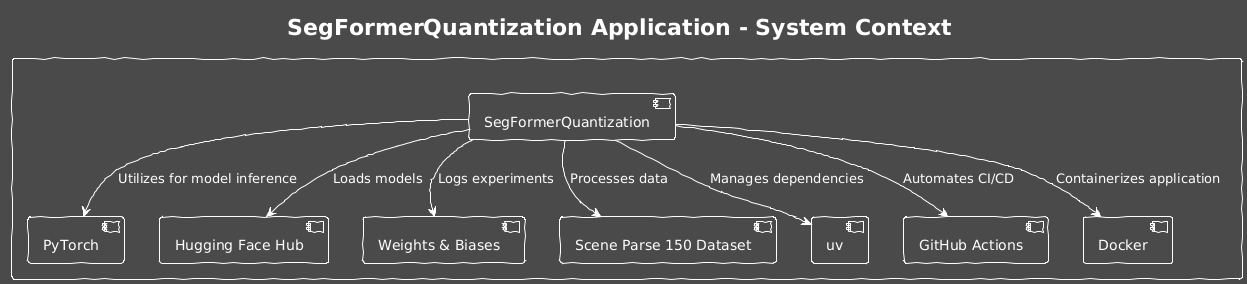 SegFormerQuantization Application - System Context
SegFormerQuantization
Utilizes for model inference
Loads models
Logs experiments
Processes data
Manages dependencies
Automates CI/CD
Containerizes application
PyTorch
Hugging Face Hub
Weights & Biases
Scene Parse 150 Dataset
uv
GitHub Actions
Docker